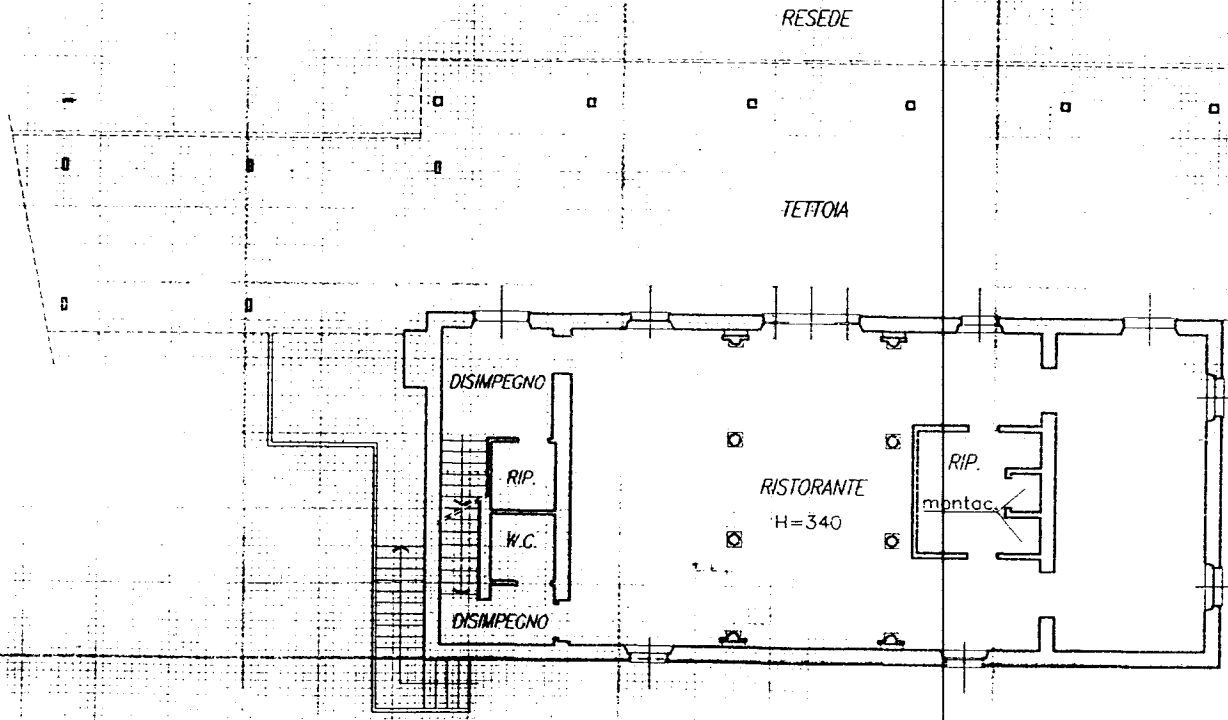 RESEDE
TETTOIA
DISIMPEGNO
RIP.
RISTORANTE
H=340
RIP.
montac.
W.C.
DISIMPEGNO